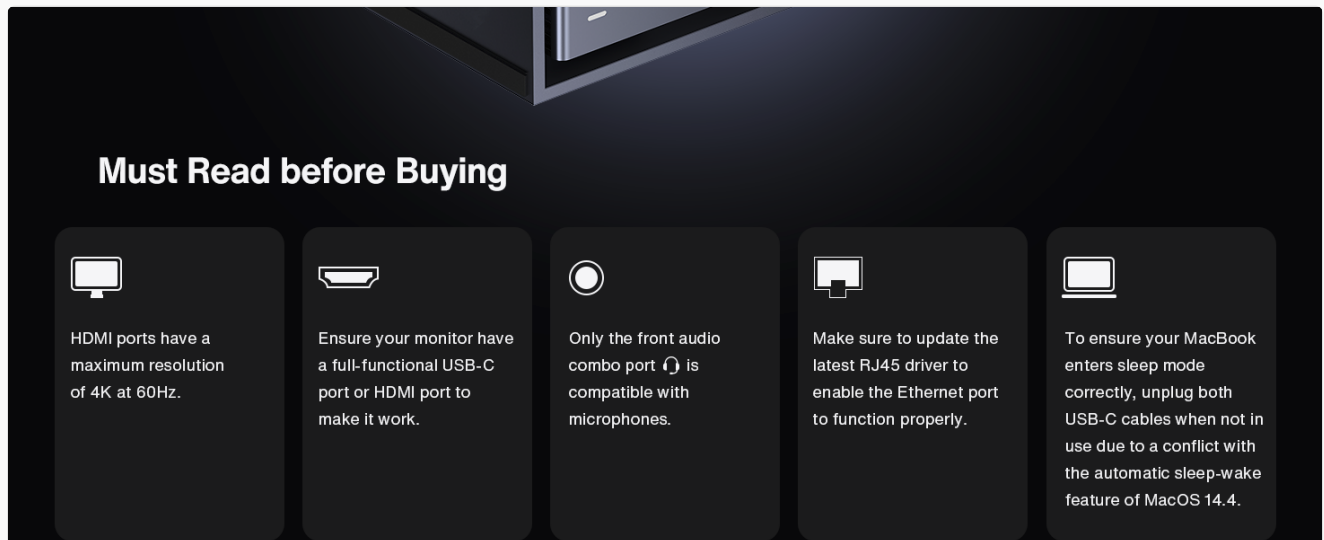 Must Read before Buying
HDMI ports have a
maximum resolution
of 4K at 60Hz.
Ensure your monitor have
a full-functional USB-C
port or HDMI port to
make it work.
Only the front audio
combo port is
compatible with
microphones.
Make sure to update the
latest RJ45 driver to
enable the Ethernet port
to function properly.
To ensure your MacBook
enters sleep mode
correctly, unplug both
USB-C cables when not in
use due to a conflict with
the automatic sleep-wake
feature of MacOS 14.4.